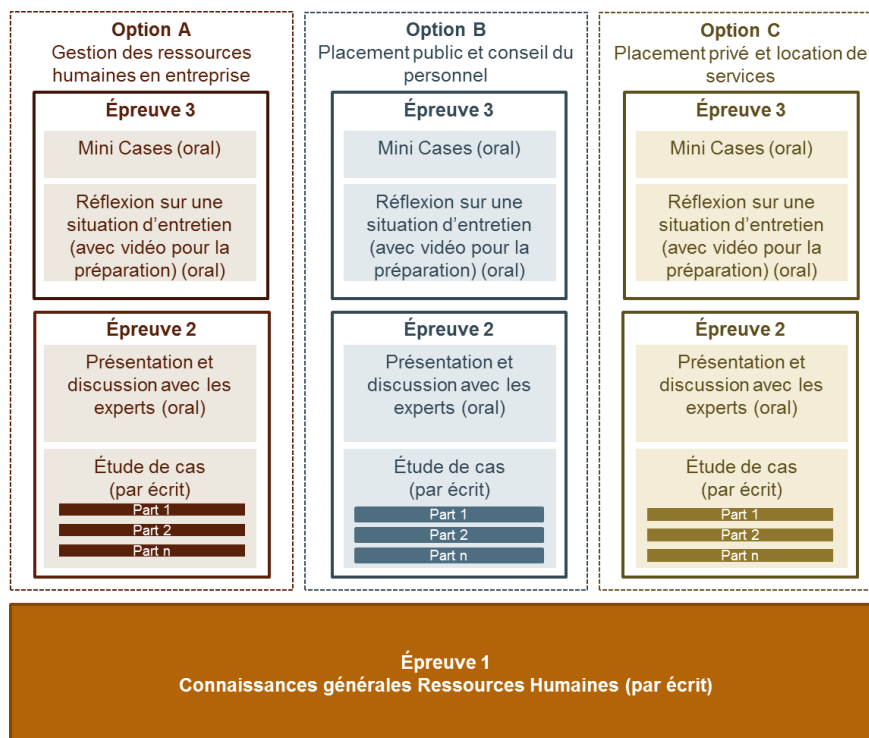 Option A
Gestion des ressources
humaines en entreprise
Épreuve 3
Mini Cases (oral)
Réflexion sur une
situation d'entretien
(avec vidéo pour la
préparation) (oral)
Épreuve 2
Présentation et
discussion avec les
experts (oral)
Étude de cas
(par écrit)
Part 1
Part 2
Part n
Option B
Placement public et conseil du
personnel
Épreuve 3
Mini Cases (oral)
Réflexion sur une
situation d'entretien
(avec vidéo pour la
préparation) (oral)
Épreuve 2
Présentation et
discussion avec les
experts (oral)
Étude de cas
(par écrit)
Part 1
Part 2
Part n
Option C
Placement privé et location de
services
Épreuve 3
Mini Cases (oral)
Réflexion sur une
situation d'entretien
(avec vidéo pour la
préparation) (oral)
Épreuve 2
Présentation et
discussion avec les
experts (oral)
Étude de cas
(par écrit)
Part 1
Part 2
Part n
Épreuve 1
Connaissances générales Ressources Humaines (par écrit)